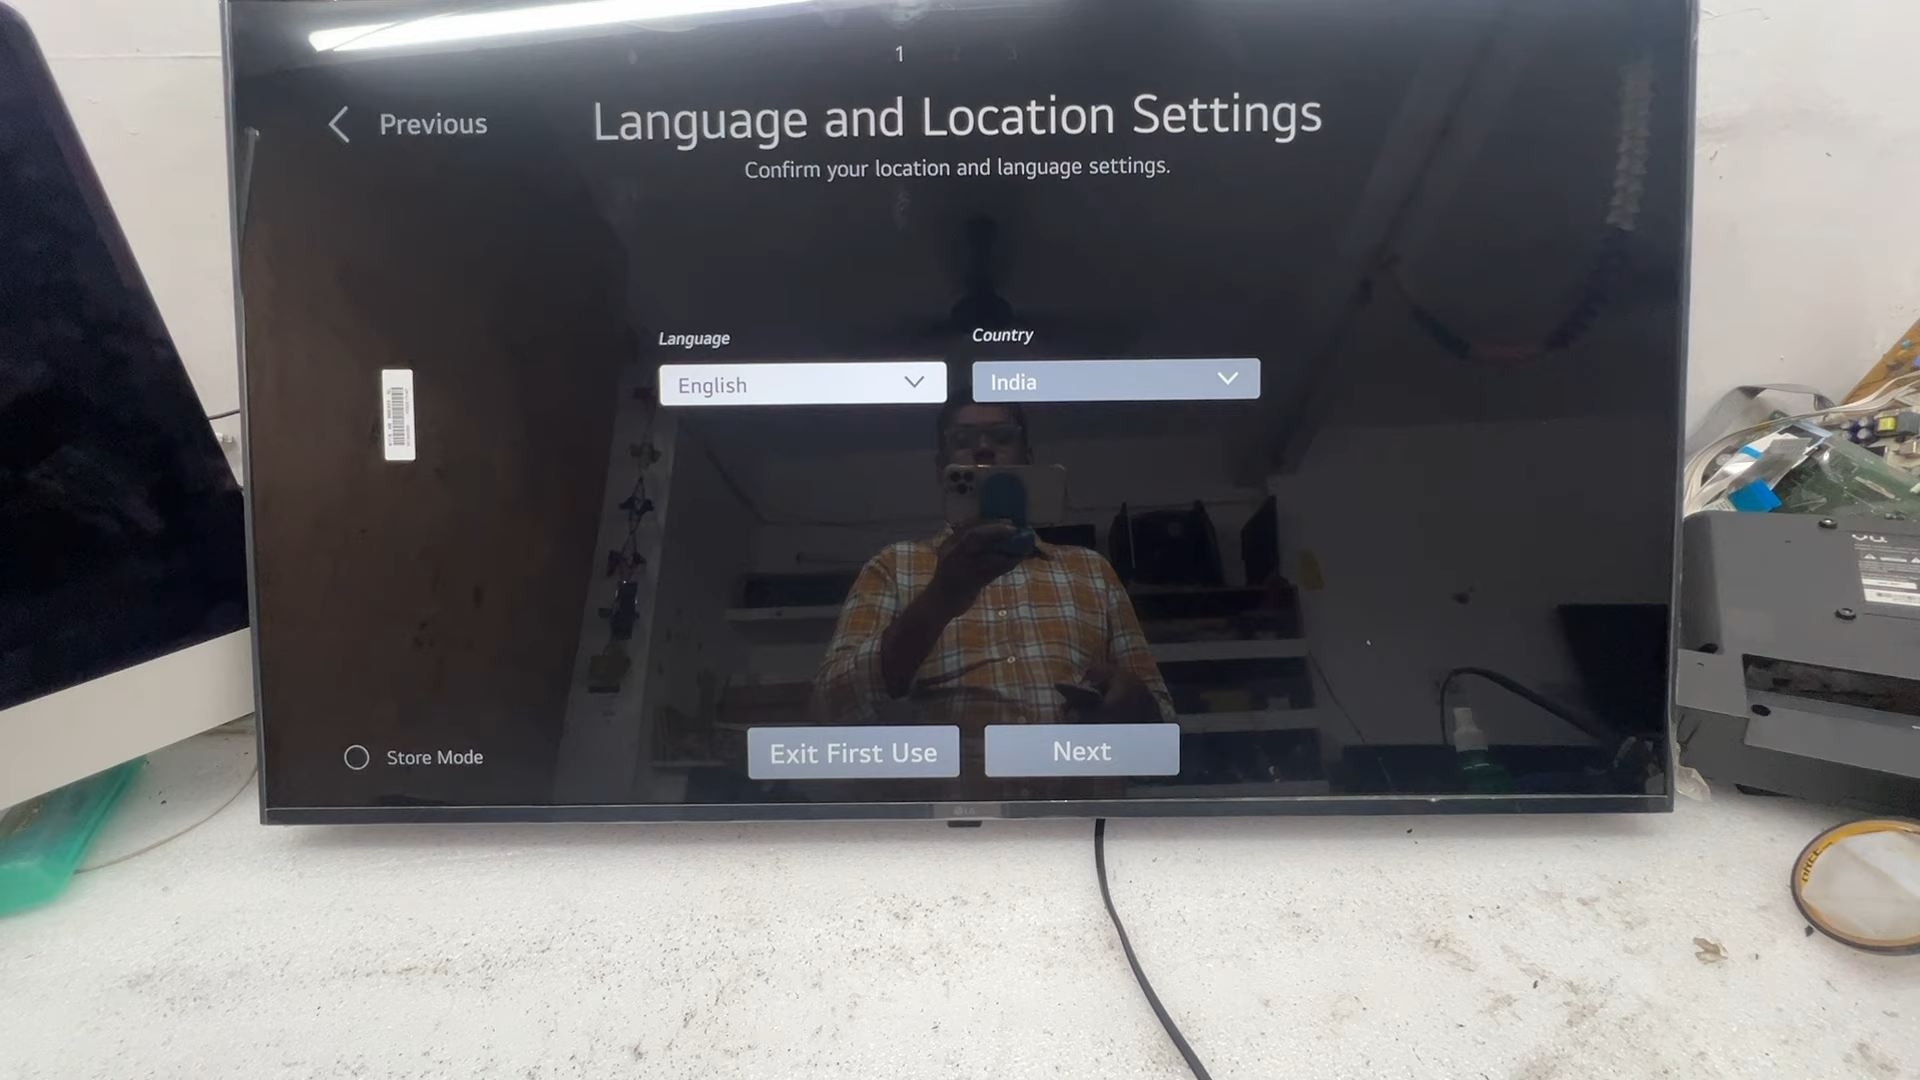 1
Previous
Language and Location Settings
Confirm your location and language settings.
Language
Country
English
India
Store Mode
Exit First Use
Next
LG